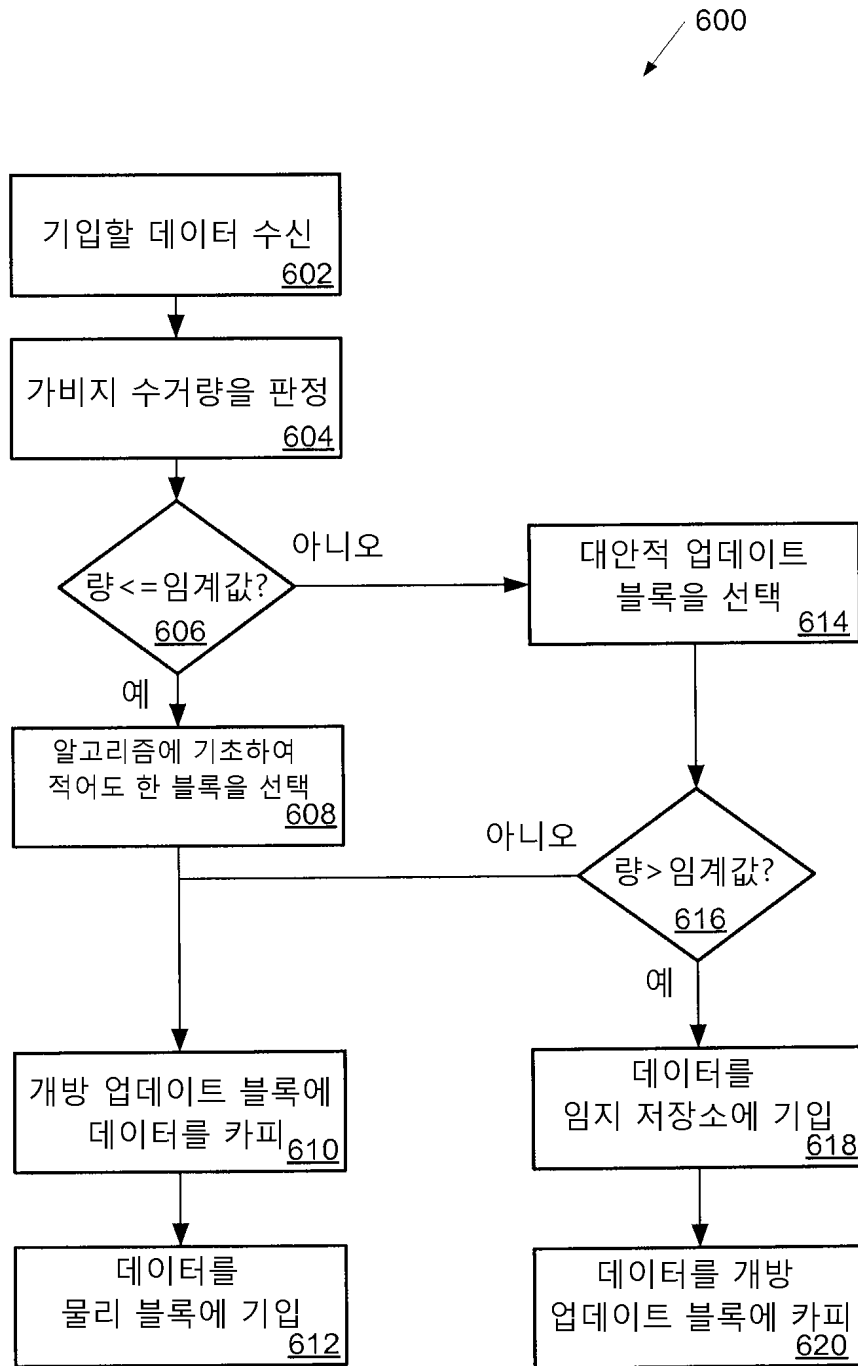 600
기입할 데이터 수신
602
가비지 수거량을 판정
604
량<=임계값?
606
아니오
예
대안적 업데이트
블록을 선택
614
알고리즘에 기초하여
적어도 한 블록을 선택
608
량>임계값?
616
아니오
예
개방 업데이트 블록에
데이터를 카피
610
데이터를
임지 저장소에 기입
618
데이터를
물리 블록에 기입
612
데이터를 개방
업데이트 블록에 카피
620